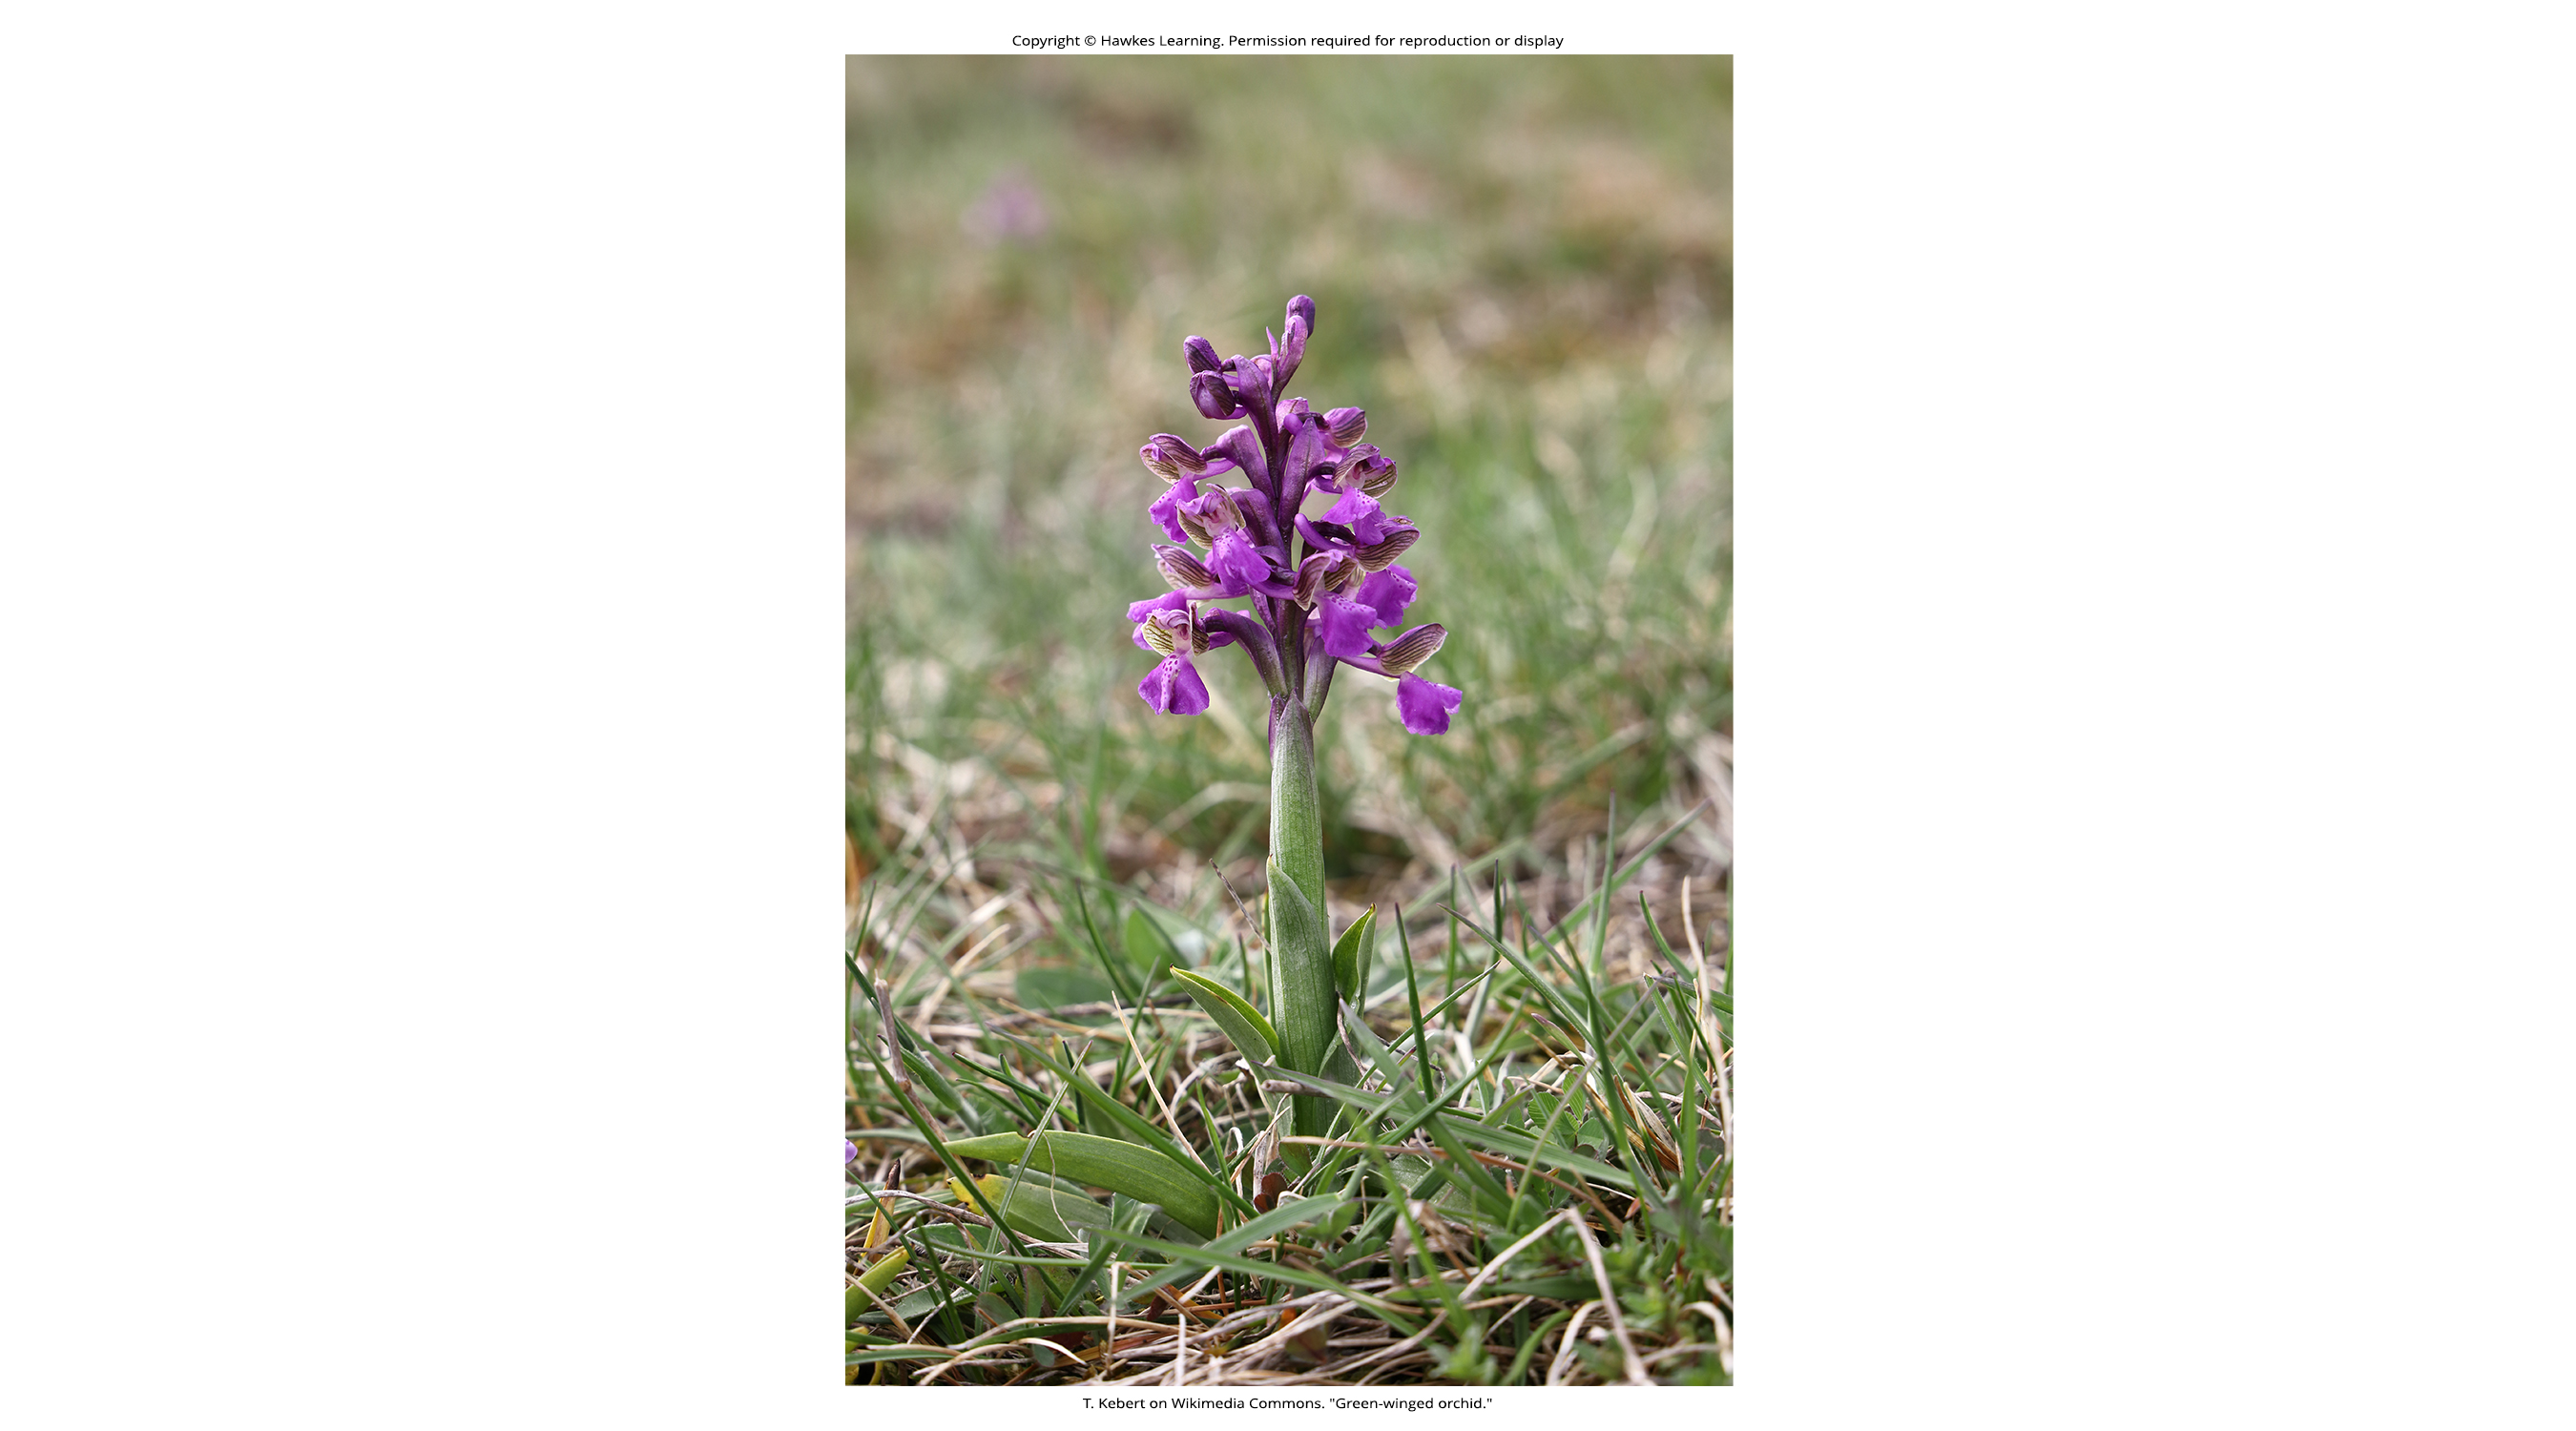 Copyright © Hawkes Learning. Permission required for reproduction or display
T. Kebert on Wikimedia Commons. "Green-winged orchid."